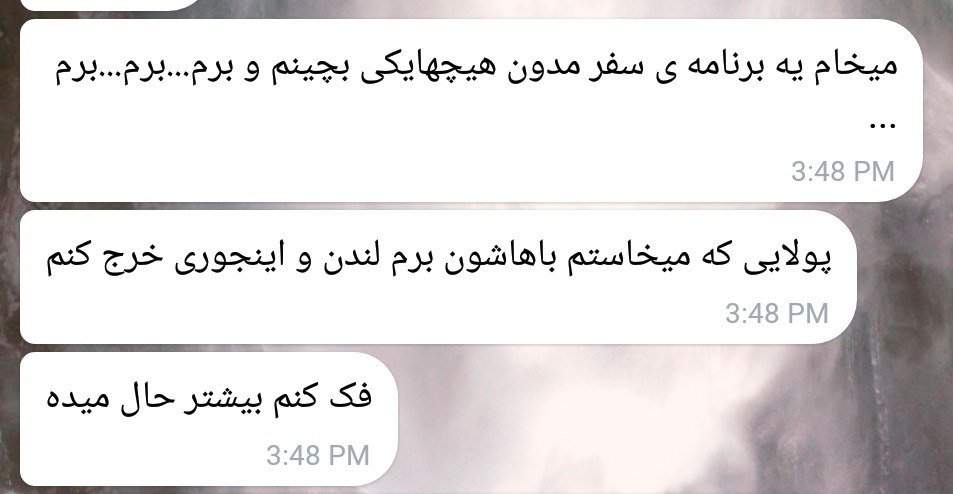 میخام یه برنامه ی سفر مدون هیچهایکی بچینم و برم...برم...برم
...
3:48 PM
پولایی که میخاستم باهاشون برم لندن و اینجوری خرج کنم
3:48 PM
فک کنم بیشتر حال میده
3:48 PM